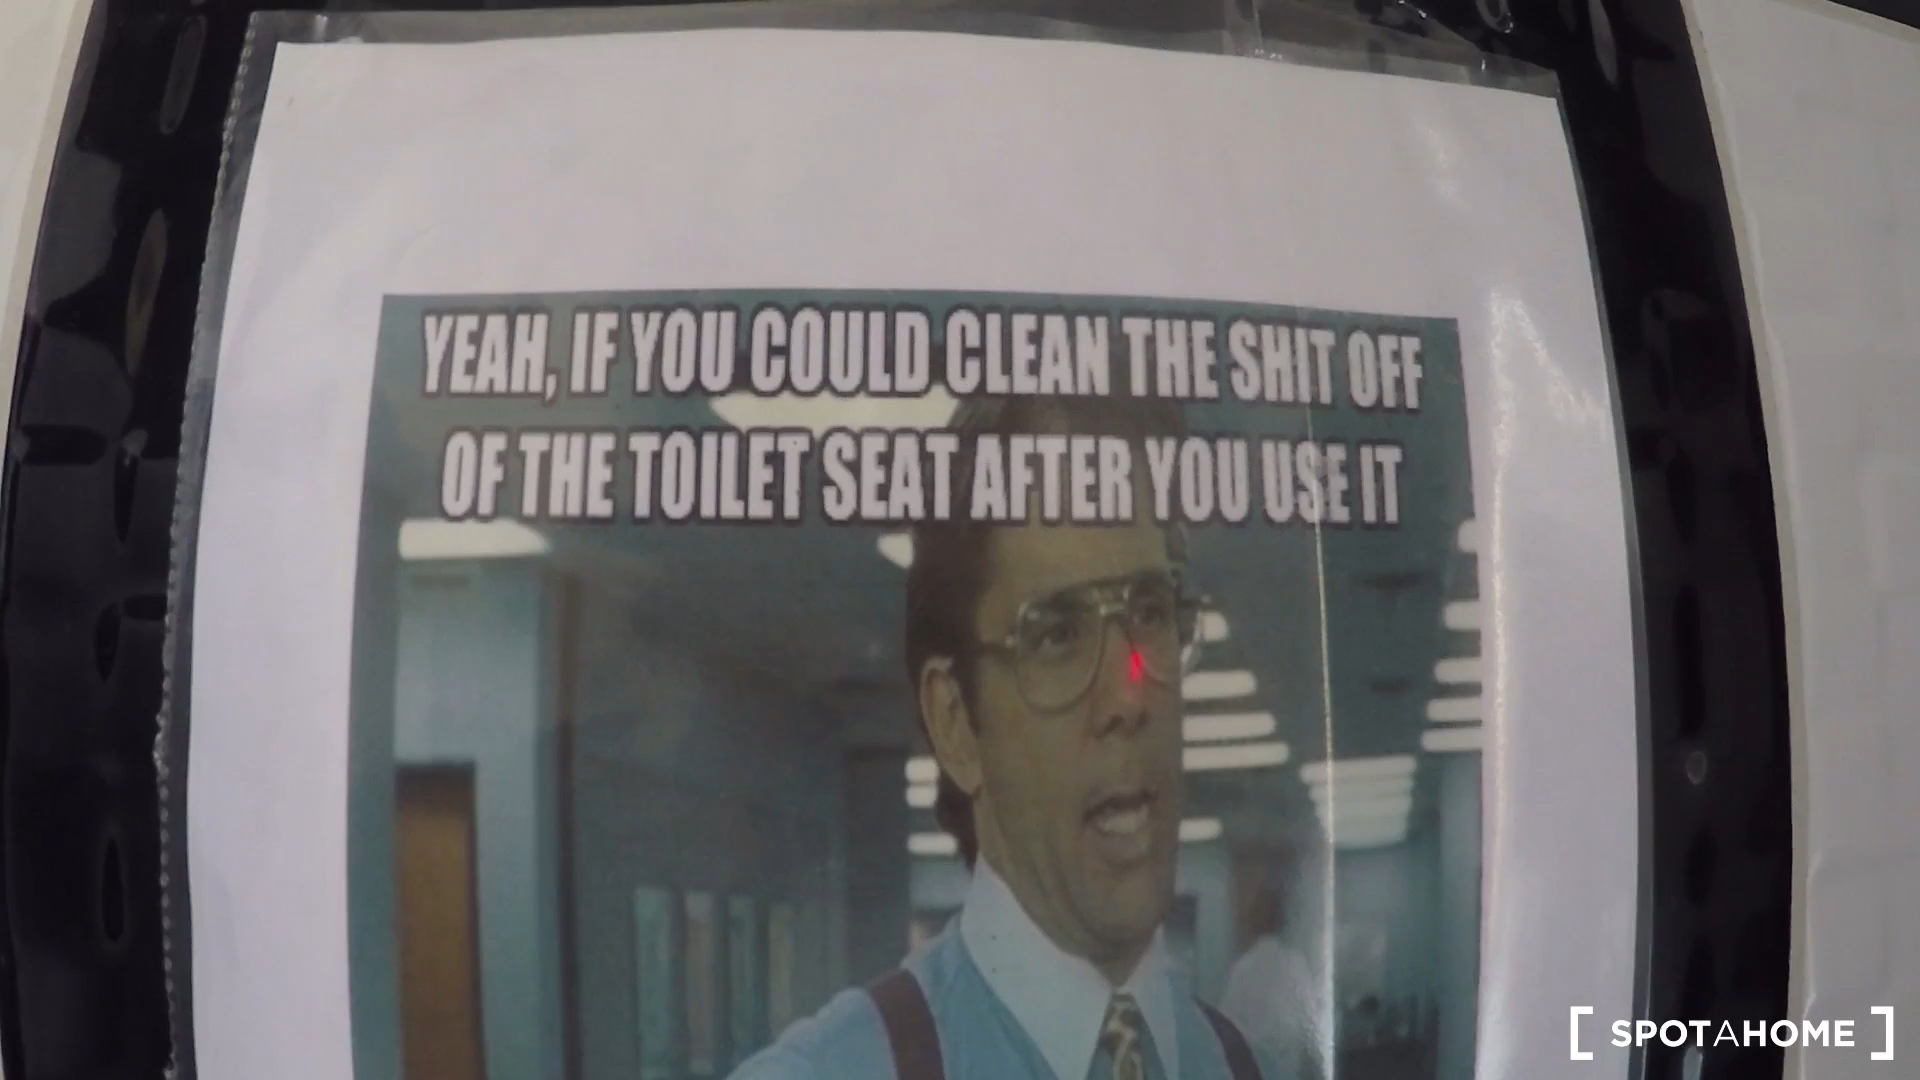 YEAH, IF YOU COULD CLEAN THE SHIT OFF
OF THE TOILET SEAT AFTER YOU USE IT
[ SPOTAHOME ]